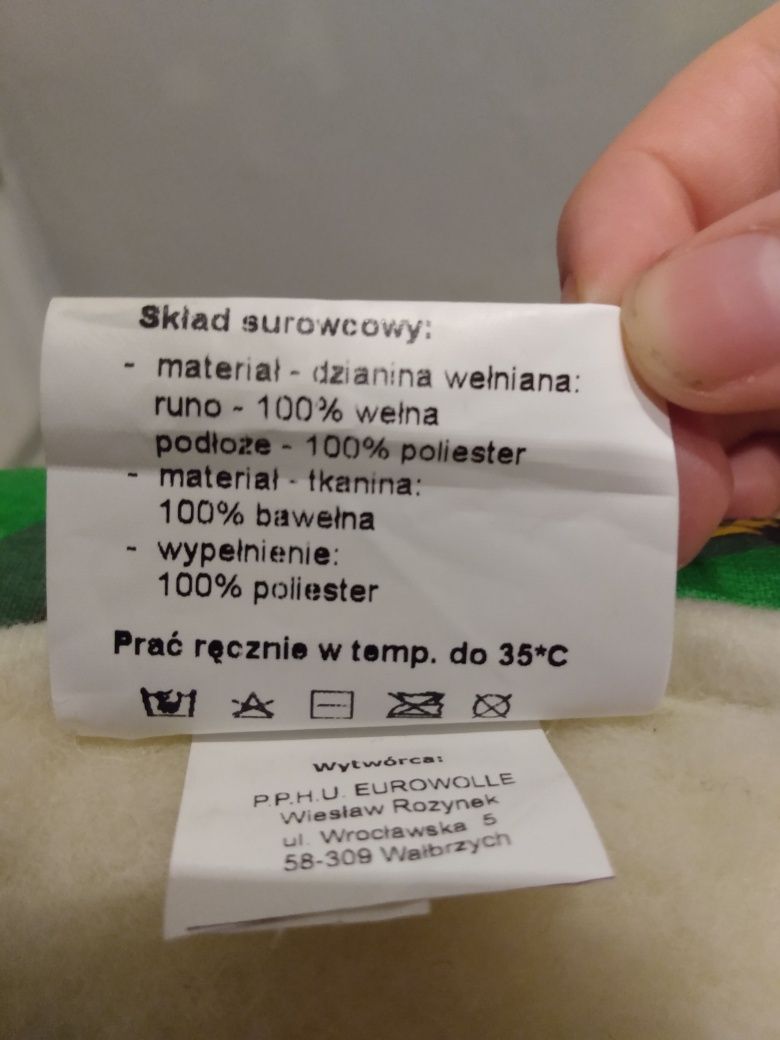 Skład surowcowy:
- materiał - dzianina wełniana:
runo - 100% wełna
podłoże - 100% poliester
- materiał - tkanina:
100% bawełna
- wypełnienie:
100% poliester
Prać ręcznie w temp. do 35*C
Wytwórca:
P.P.H.U. EUROWOLLE
Wiesław Rozynek
ul. Wrocławska 5
58-309 Wałbrzych